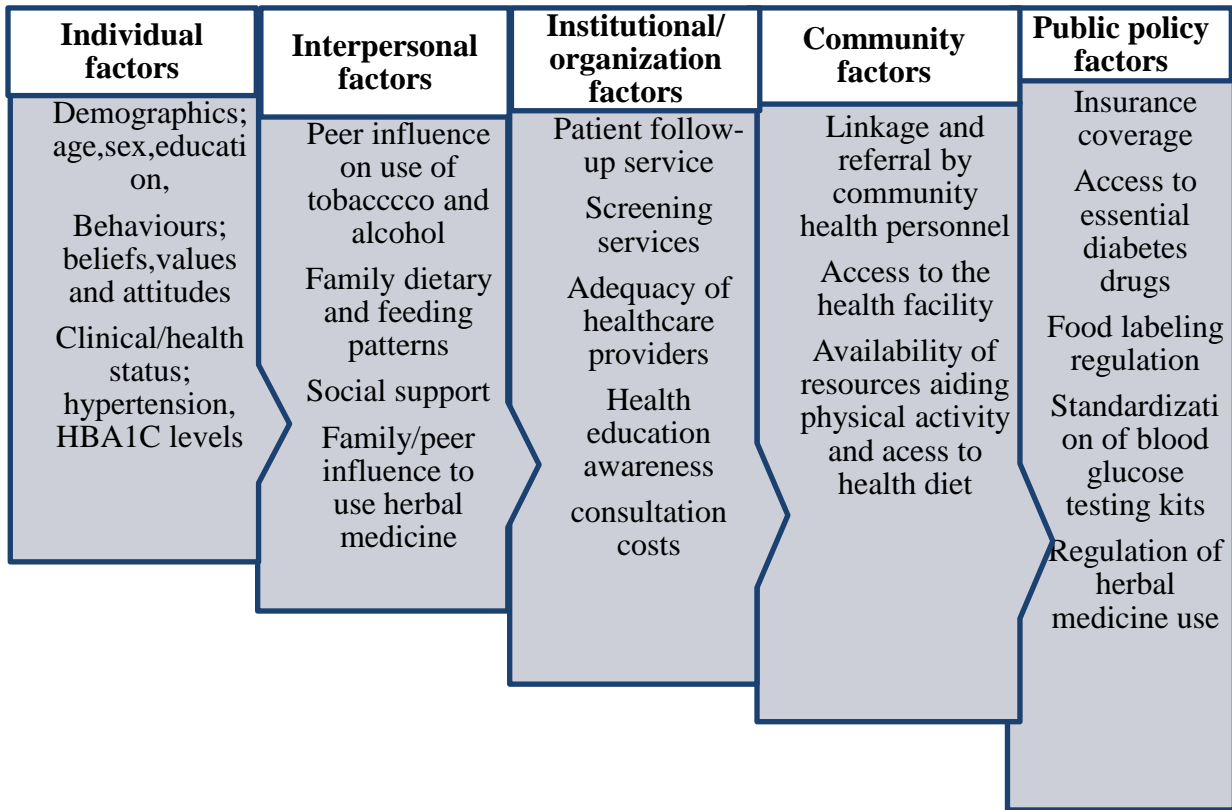 Individual
factors
Demographics;
age,sex,educati
on,
Behaviours;
beliefs,values
and attitudes
Clinical/health
status;
hypertension,
HBA1C levels
Interpersonal
factors
Peer influence
on use of
tobacccco and
alcohol
Family dietary
and feeding
patterns
Social support
Family/peer
influence to
use herbal
medicine
Institutional/
organization
factors
Patient follow-
up service
Screening
services
Adequacy of
healthcare
providers
Health
education
awareness
consultation
costs
Community
factors
Linkage and
referral by
community
health personnel
Access to the
health facility
Availability of
resources aiding
physical activity
and acess to
health diet
Public policy
factors
Insurance
coverage
Access to
essential
diabetes
drugs
Food labeling
regulation
Standardizati
on of blood
glucose
testing kits
Regulation of
herbal
medicine use